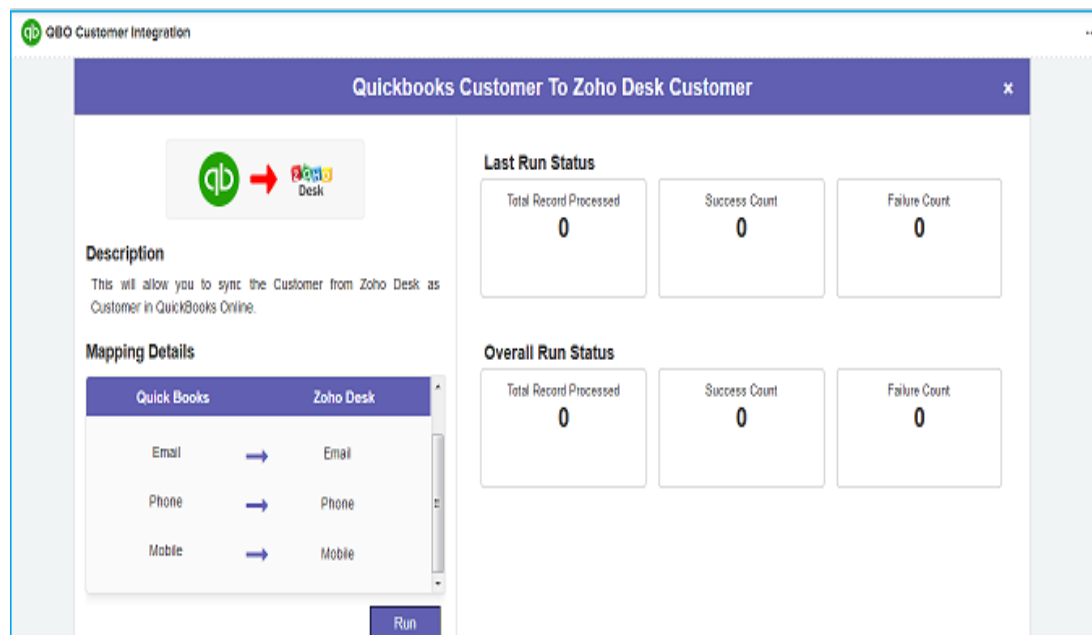 qb QBO Customer Integration
Quickbooks Customer To Zoho Desk Customer ×
qb ZOHO
Desk
Description
This will allow you to sync the Customer from Zoho Desk as
Customer in QuickBooks Online.
Mapping Details
Quick Books Zoho Desk
Email Email
Phone Phone
Mobile Mobile
Run
Last Run Status
Total Record Processed Success Count Failure Count
0 0 0
Overall Run Status
Total Record Processed Success Count Failure Count
0 0 0